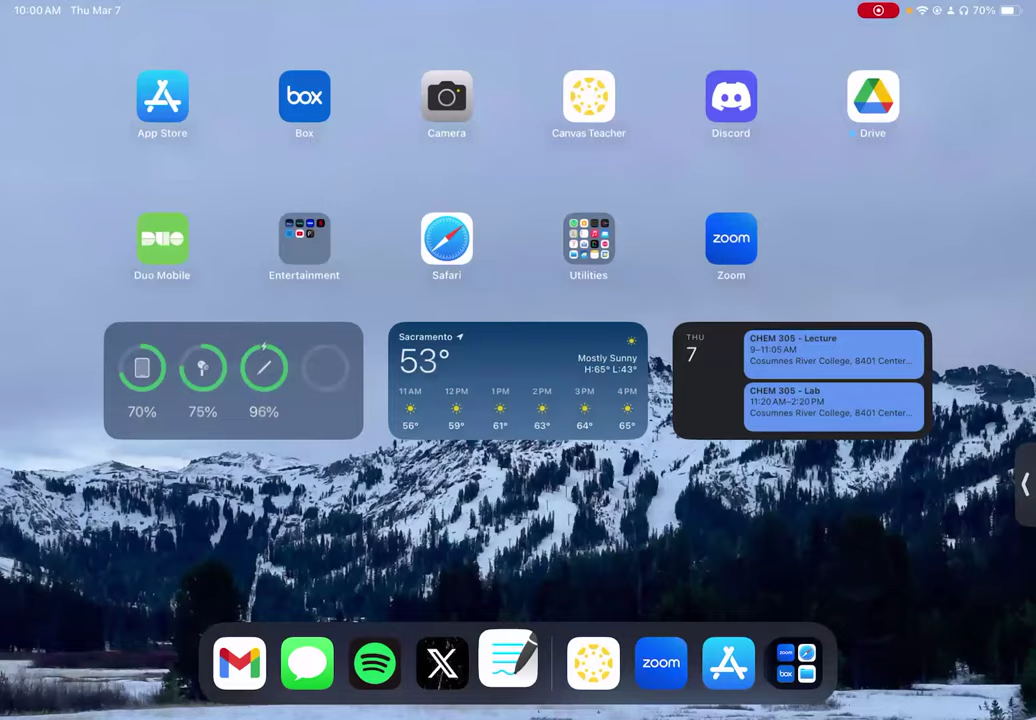 10:00 AM Thu Mar 7
70%
App Store
box
Box
Camera
Canvas Teacher
Discord
Drive
DUO
Duo Mobile
Entertainment
Safari
Utilities
zoom
Zoom
70%
75%
96%
Sacramento
53°
Mostly Sunny
H:65° L:43°
11 AM 12 PM 1 PM 2 PM 3 PM 4 PM
56° 59° 61° 63° 64° 65°
THU
7
CHEM 305 - Lecture
9–11:05 AM
Cosumnes River College, 8401 Center...
CHEM 305 - Lab
11:20 AM–2:20 PM
Cosumnes River College, 8401 Center...
zoom
zoom
box